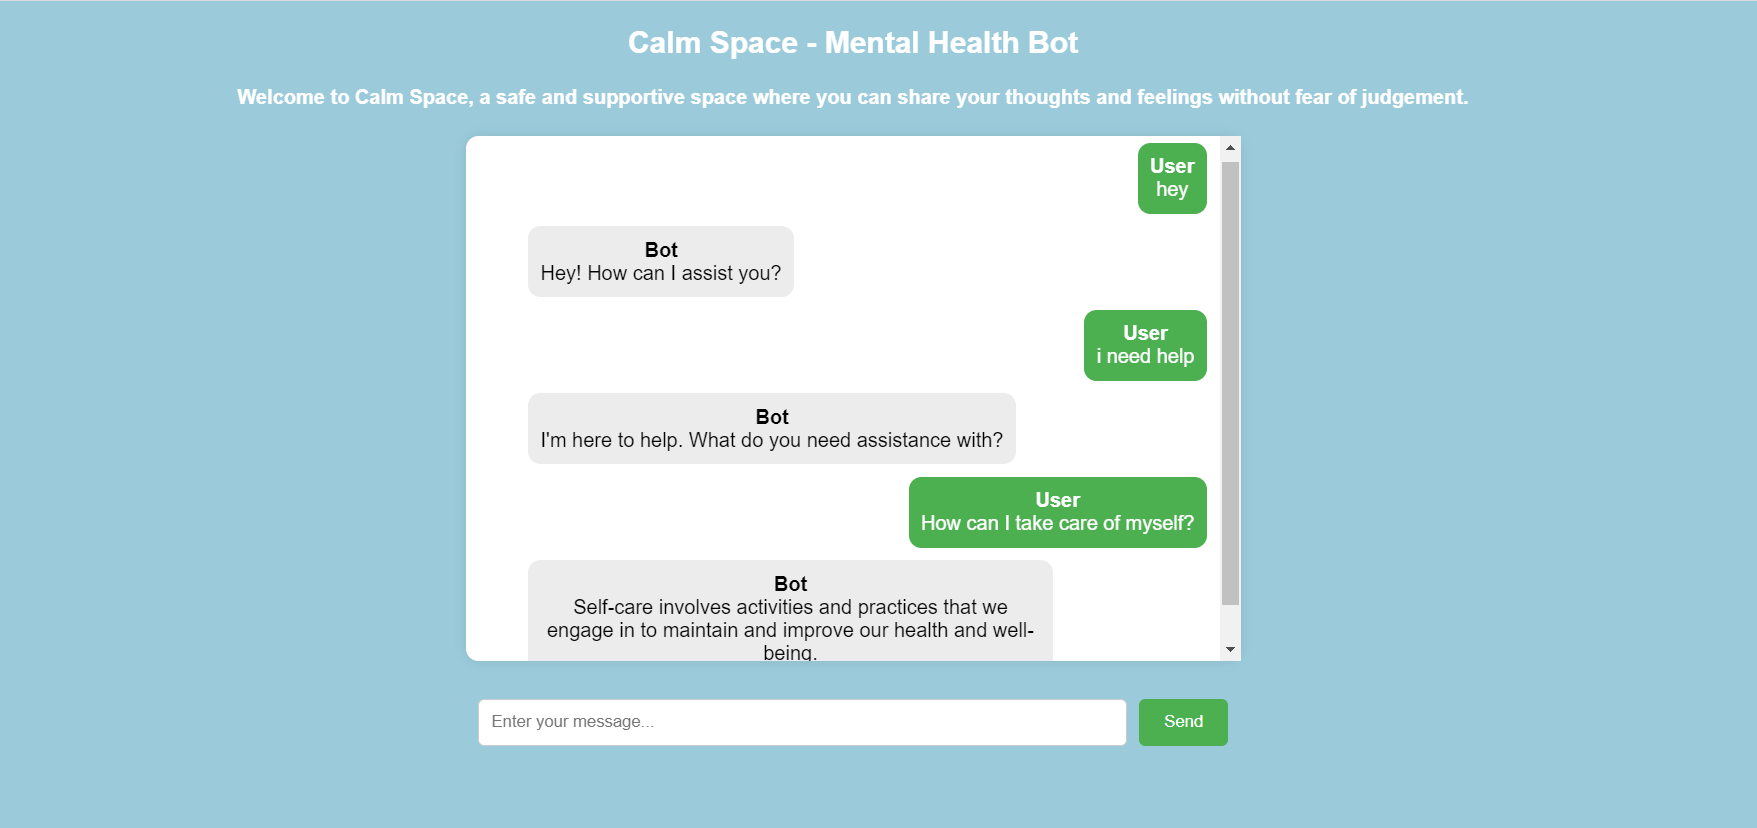 Calm Space - Mental Health Bot
Welcome to Calm Space, a safe and supportive space where you can share your thoughts and feelings without fear of judgement.
User
hey
Bot
Hey! How can I assist you?
User
i need help
Bot
I'm here to help. What do you need assistance with?
User
How can I take care of myself?
Bot
Self-care involves activities and practices that we
engage in to maintain and improve our health and well-
being.
Enter your message...
Send